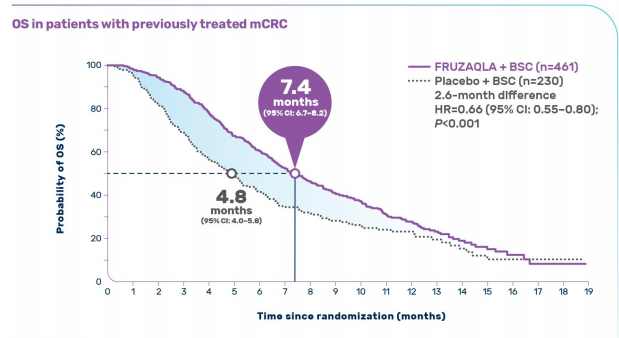 OS in patients with previously treated mCRC
FRUZAQLA + BSC (n=461)
Placebo + BSC (n=230)
2.6-month difference
HR=0.66 (95% CI: 0.55–0.80);
P<0.001
7.4
months
(95% CI: 6.7–8.2)
4.8
months
(95% CI: 4.0–5.8)
Probability of OS (%)
100
80
60
40
20
0
0 1 2 3 4 5 6 7 8 9 10 11 12 13 14 15 16 17 18 19
Time since randomization (months)